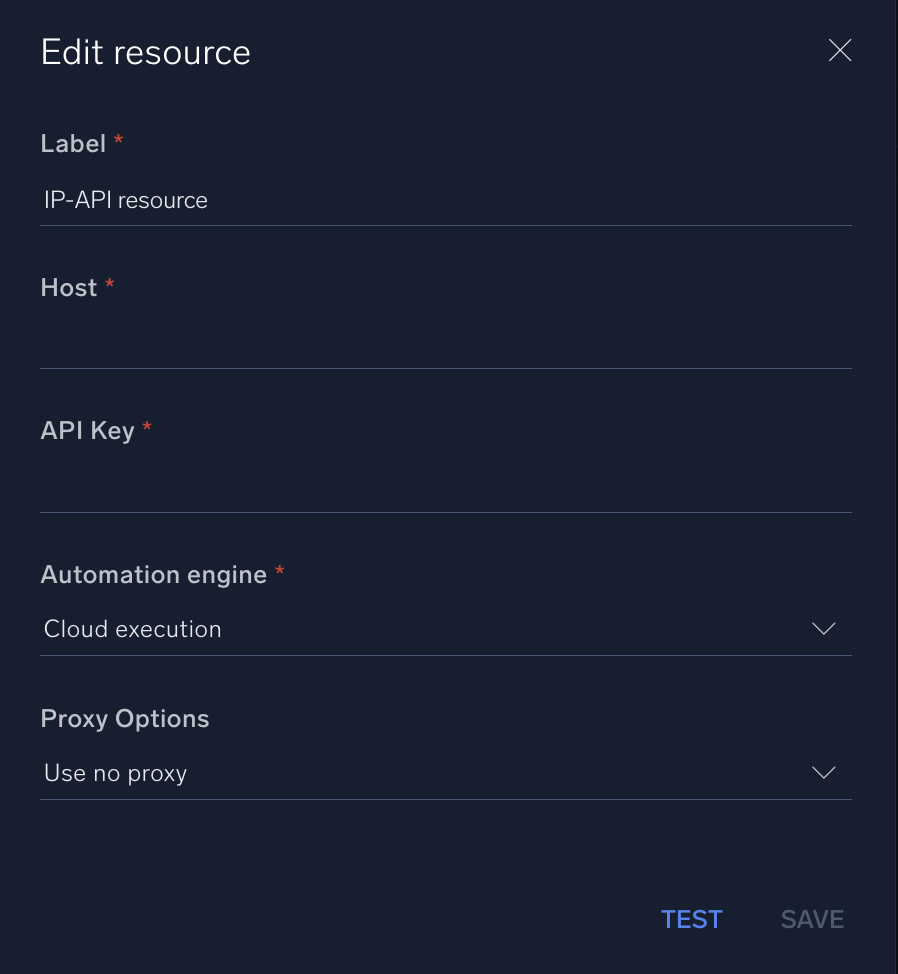 Edit resource
Label *
IP-API resource
Host *
API Key *
Automation engine *
Cloud execution
Proxy Options
Use no proxy
TEST SAVE